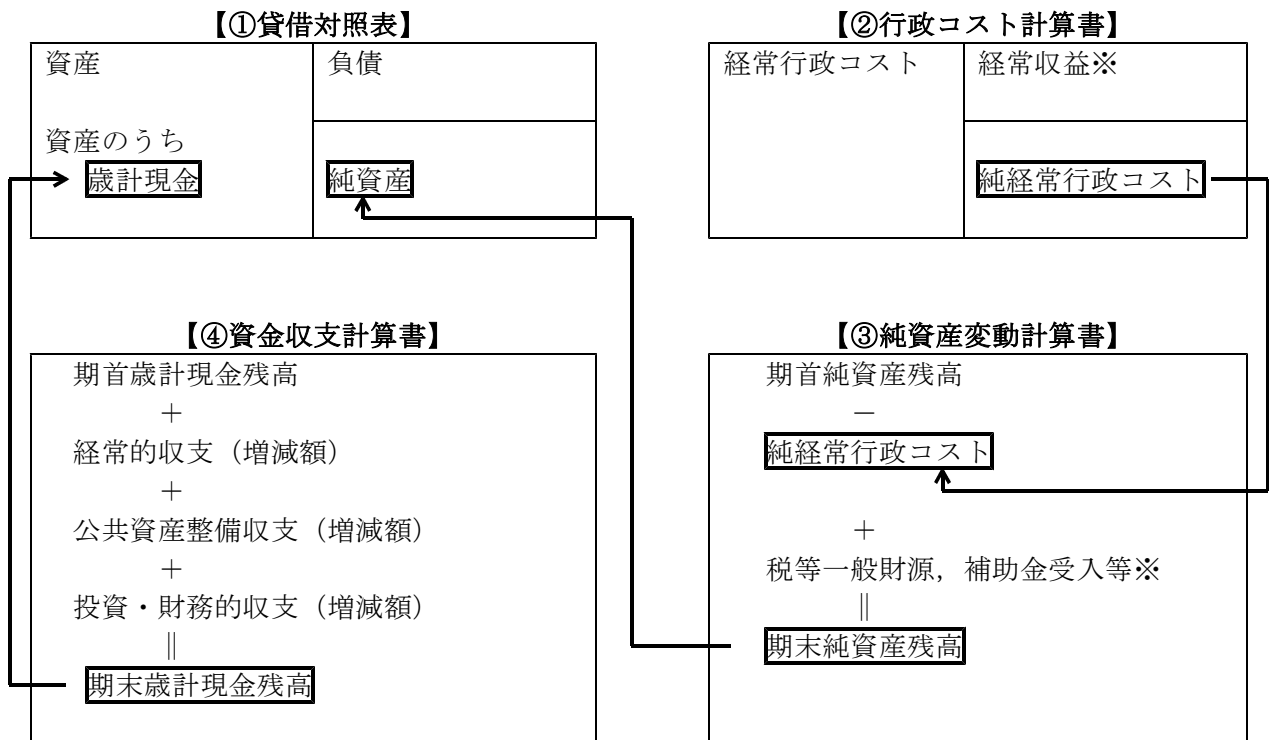 【①貸借対照表】
資産
負債
資産のうち
歳計現金
純資産
【②行政コスト計算書】
経常行政コスト
経常収益※
純経常行政コスト
【④資金収支計算書】
期首歳計現金残高
＋
経常的収支（増減額）
＋
公共資産整備収支（増減額）
＋
投資・財務的収支（増減額）
||
期末歳計現金残高
【③純資産変動計算書】
期首純資産残高
－
純経常行政コスト
＋
税等一般財源，補助金受入等※
||
期末純資産残高